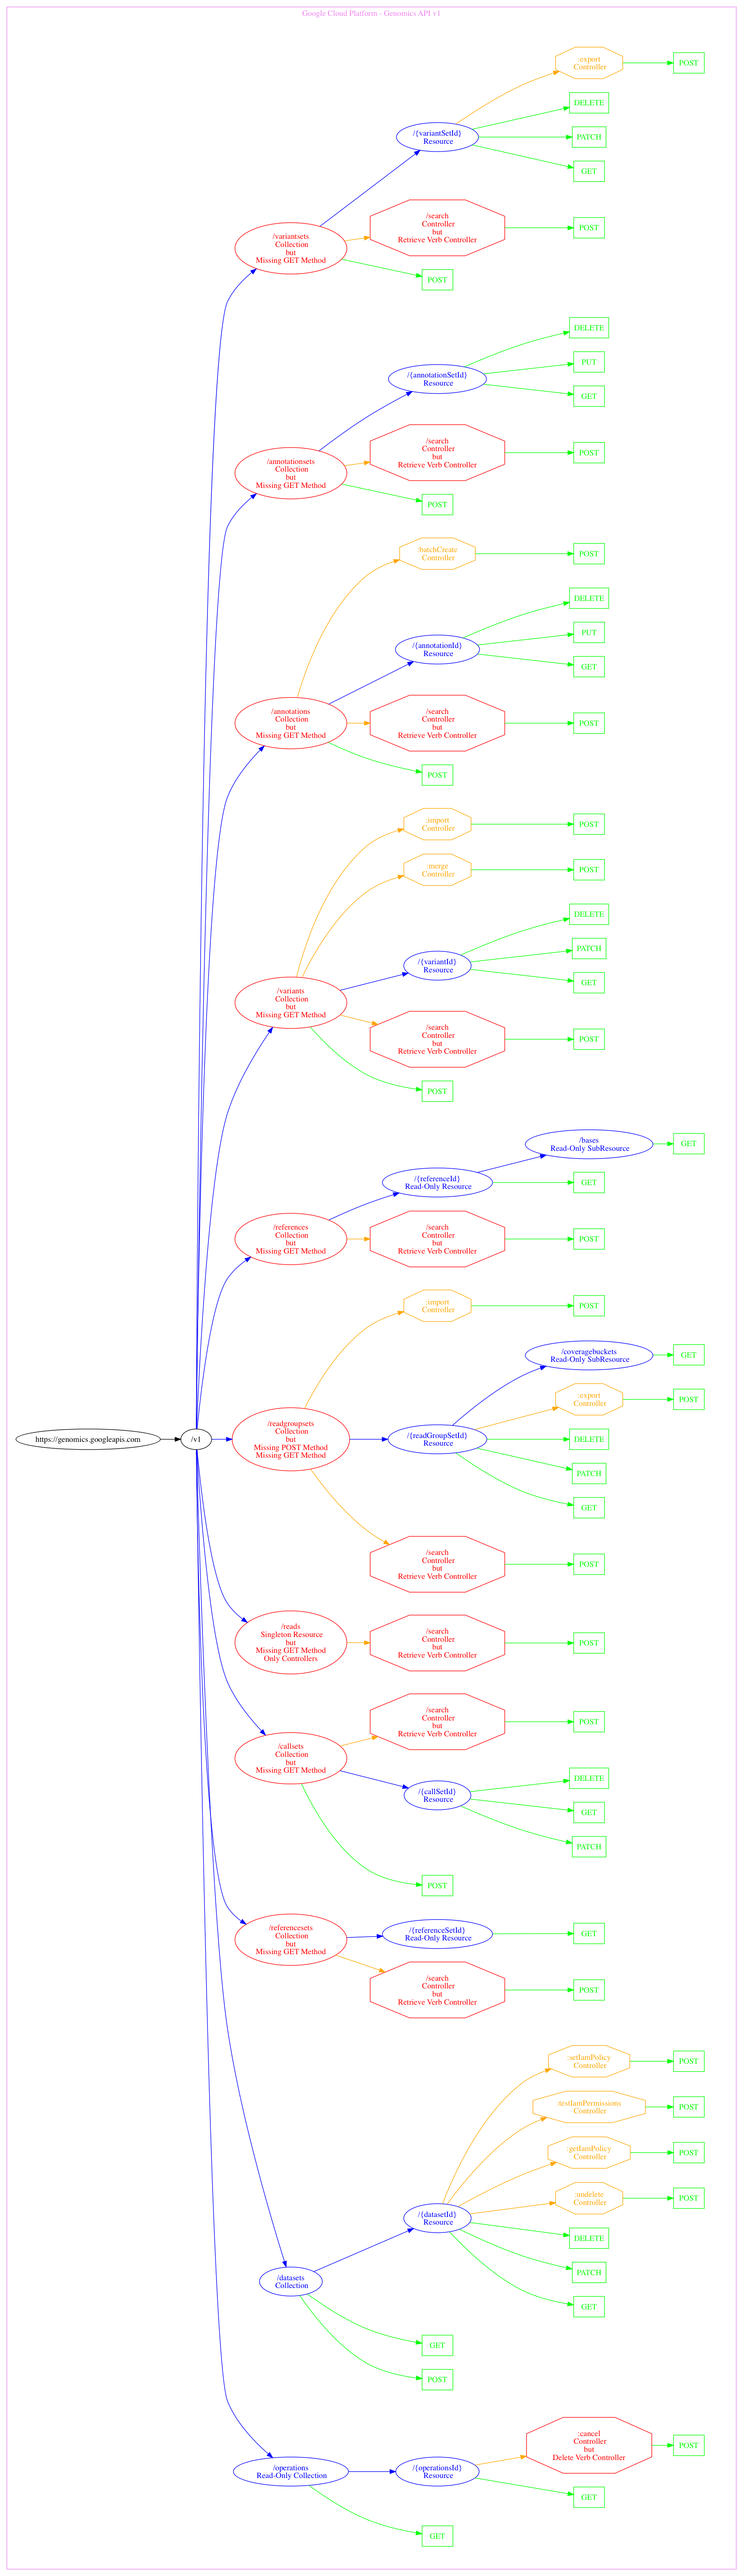 Google Cloud Platform - Genomics API v1
:export
Controller
POST
DELETE
/{variantSetId}
Resource
PATCH
GET
/variantsets
Collection
but
Missing GET Method
/search
Controller
but
Retrieve Verb Controller
POST
POST
DELETE
/{annotationSetId}
Resource
PUT
GET
/annotationsets
Collection
but
Missing GET Method
/search
Controller
but
Retrieve Verb Controller
POST
POST
:batchCreate
Controller
POST
DELETE
/{annotationId}
Resource
PUT
GET
/annotations
Collection
but
Missing GET Method
/search
Controller
but
Retrieve Verb Controller
POST
POST
:import
Controller
POST
:merge
Controller
POST
DELETE
/{variantId}
Resource
PATCH
GET
/variants
Collection
but
Missing GET Method
/search
Controller
but
Retrieve Verb Controller
POST
POST
/bases
Read-Only SubResource
GET
/{referenceId}
Read-Only Resource
GET
/references
Collection
but
Missing GET Method
/search
Controller
but
Retrieve Verb Controller
POST
:import
Controller
POST
/coveragebuckets
Read-Only SubResource
GET
:export
Controller
POST
https://genomics.googleapis.com
/v1
/readgroupsets
Collection
but
Missing POST Method
Missing GET Method
/{readGroupSetId}
Resource
DELETE
PATCH
GET
/search
Controller
but
Retrieve Verb Controller
POST
/reads
Singleton Resource
but
Missing GET Method
Only Controllers
/search
Controller
but
Retrieve Verb Controller
POST
/search
Controller
but
Retrieve Verb Controller
POST
/callsets
Collection
but
Missing GET Method
DELETE
/{callSetId}
Resource
GET
PATCH
POST
/referencesets
Collection
but
Missing GET Method
/{referenceSetId}
Read-Only Resource
GET
/search
Controller
but
Retrieve Verb Controller
POST
:setIamPolicy
Controller
POST
:testIamPermissions
Controller
POST
:getIamPolicy
Controller
POST
:undelete
Controller
POST
/{datasetId}
Resource
DELETE
PATCH
GET
/datasets
Collection
GET
POST
:cancel
Controller
but
Delete Verb Controller
POST
/operations
Read-Only Collection
/{operationsId}
Resource
GET
GET